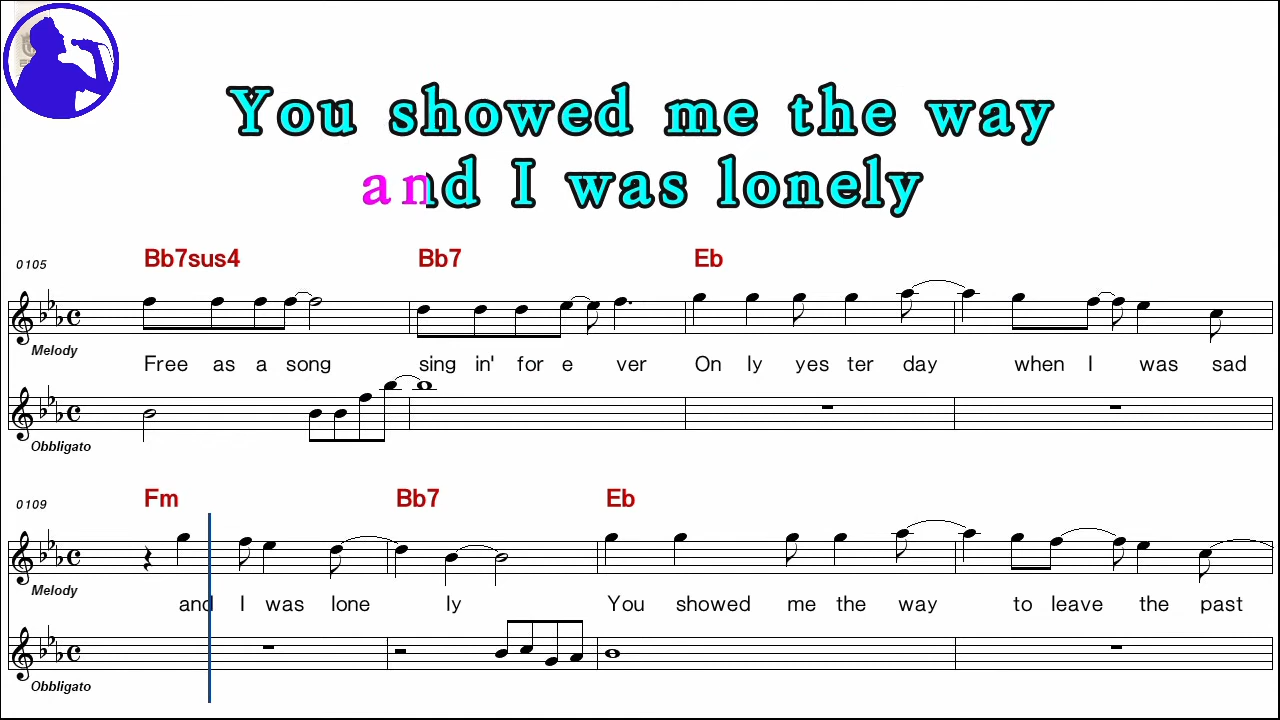 You showed me the way
and I was lonely
0105 Bb7sus4 Bb7 Eb
Melody
Free as a song sing in' for e ver On ly yes ter day when I was sad
Obbligato
0109 Fm Bb7 Eb
Melody
and I was lone ly You showed me the way to leave the past
Obbligato